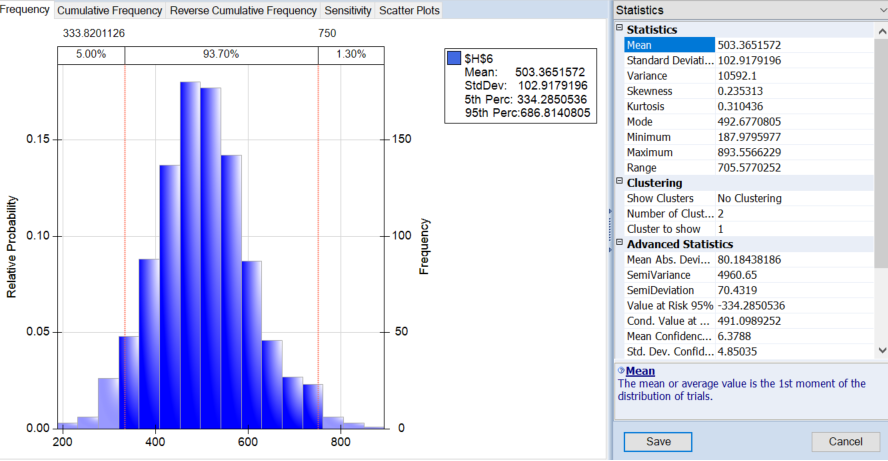 Frequency Cumulative Frequency Reverse Cumulative Frequency Sensitivity Scatter Plots
333.8201126 750
5.00% 93.70% 1.30%
$H$6
Mean: 503.3651572
StdDev: 102.9179196
5th Perc: 334.2850536
95th Perc:686.8140805
Relative Probability
0.15
0.10
0.05
0.00
150
100
50
0
Frequency
200 400 600 800
Statistics
Statistics
Mean 503.3651572
Standard Deviati... 102.9179196
Variance 10592.1
Skewness 0.235313
Kurtosis 0.310436
Mode 492.6770805
Minimum 187.9795977
Maximum 893.5566229
Range 705.5770252
Clustering
Show Clusters No Clustering
Number of Clust... 2
Cluster to show 1
Advanced Statistics
Mean Abs. Devi... 80.18438186
SemiVariance 4960.65
SemiDeviation 70.4319
Value at Risk 95% -334.2850536
Cond. Value at ... 491.0989252
Mean Confidenc... 6.3788
Std. Dev. Confid... 4.85035
Mean
The mean or average value is the 1st moment of the
distribution of trials.
Save Cancel